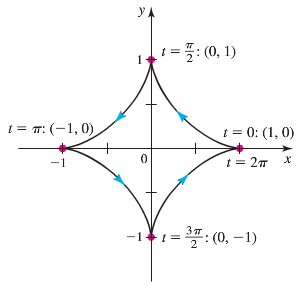 y
1
t = π/2: (0, 1)
t = π: (−1, 0)
t = 0: (1, 0)
−1
0
t = 2π
x
−1
t = 3π/2: (0, −1)